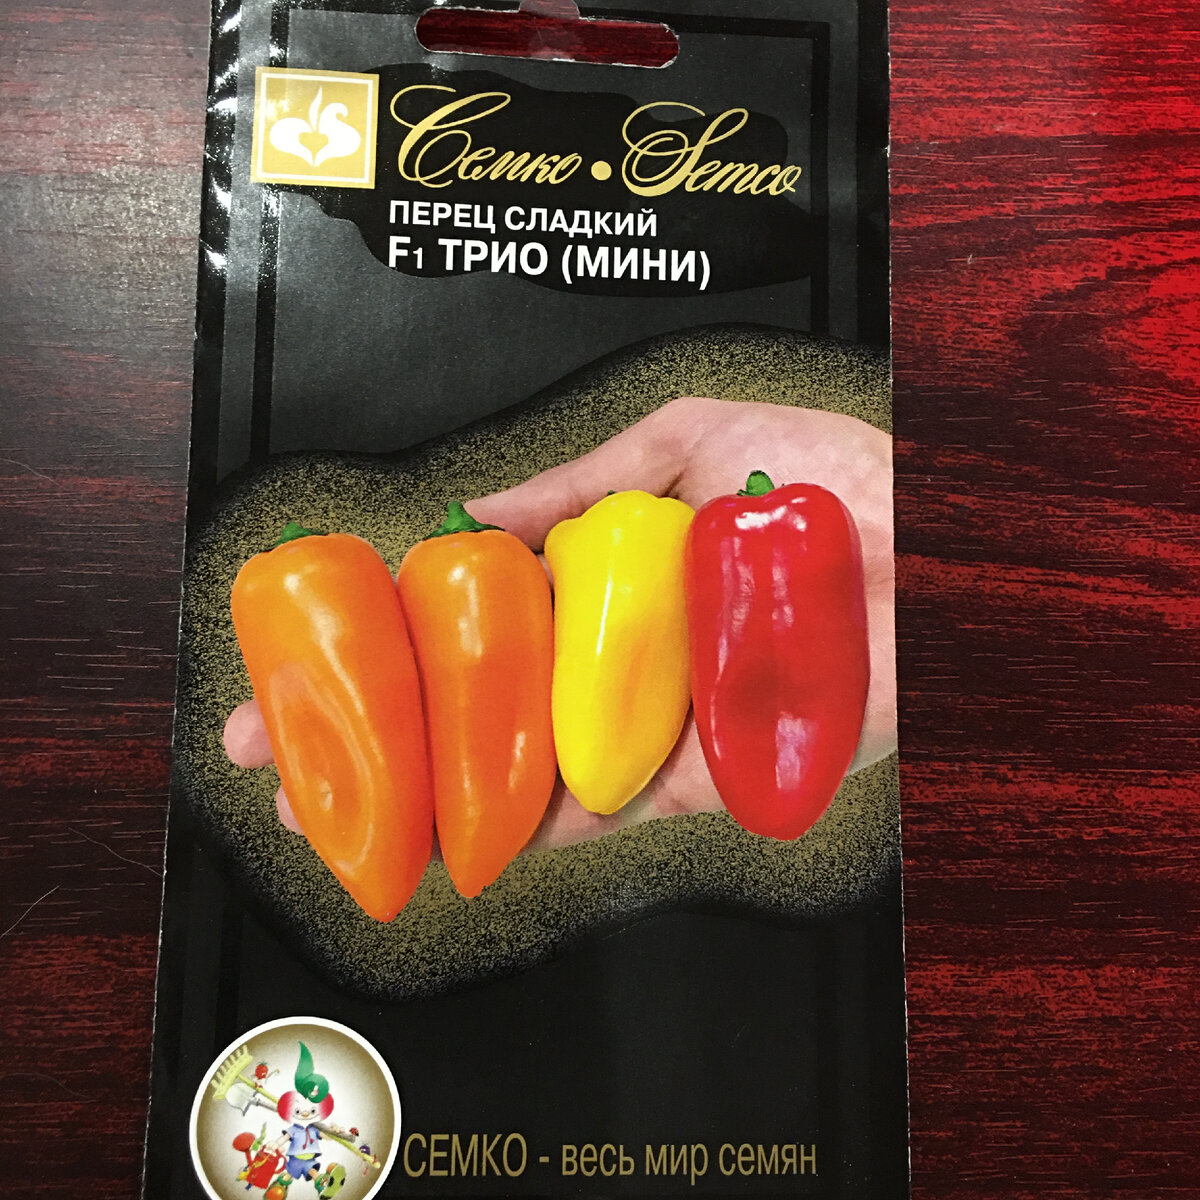 Семко • Semco
ПЕРЕЦ СЛАДКИЙ
F1 ТРИО (МИНИ)
СЕМКО - весь мир семян